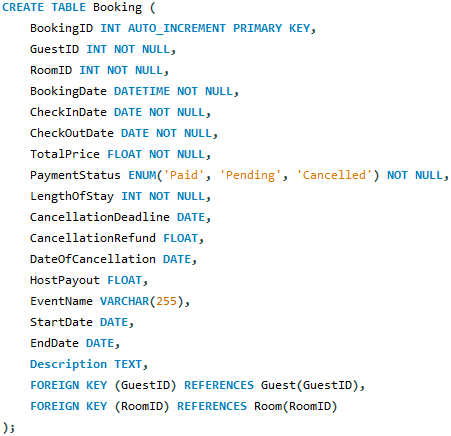 CREATE TABLE Booking (
    BookingID INT AUTO_INCREMENT PRIMARY KEY,
    GuestID INT NOT NULL,
    RoomID INT NOT NULL,
    BookingDate DATETIME NOT NULL,
    CheckInDate DATE NOT NULL,
    CheckOutDate DATE NOT NULL,
    TotalPrice FLOAT NOT NULL,
    PaymentStatus ENUM('Paid', 'Pending', 'Cancelled') NOT NULL,
    LengthOfStay INT NOT NULL,
    CancellationDeadline DATE,
    CancellationRefund FLOAT,
    DateOfCancellation DATE,
    HostPayout FLOAT,
    EventName VARCHAR(255),
    StartDate DATE,
    EndDate DATE,
    Description TEXT,
    FOREIGN KEY (GuestID) REFERENCES Guest(GuestID),
    FOREIGN KEY (RoomID) REFERENCES Room(RoomID)
);